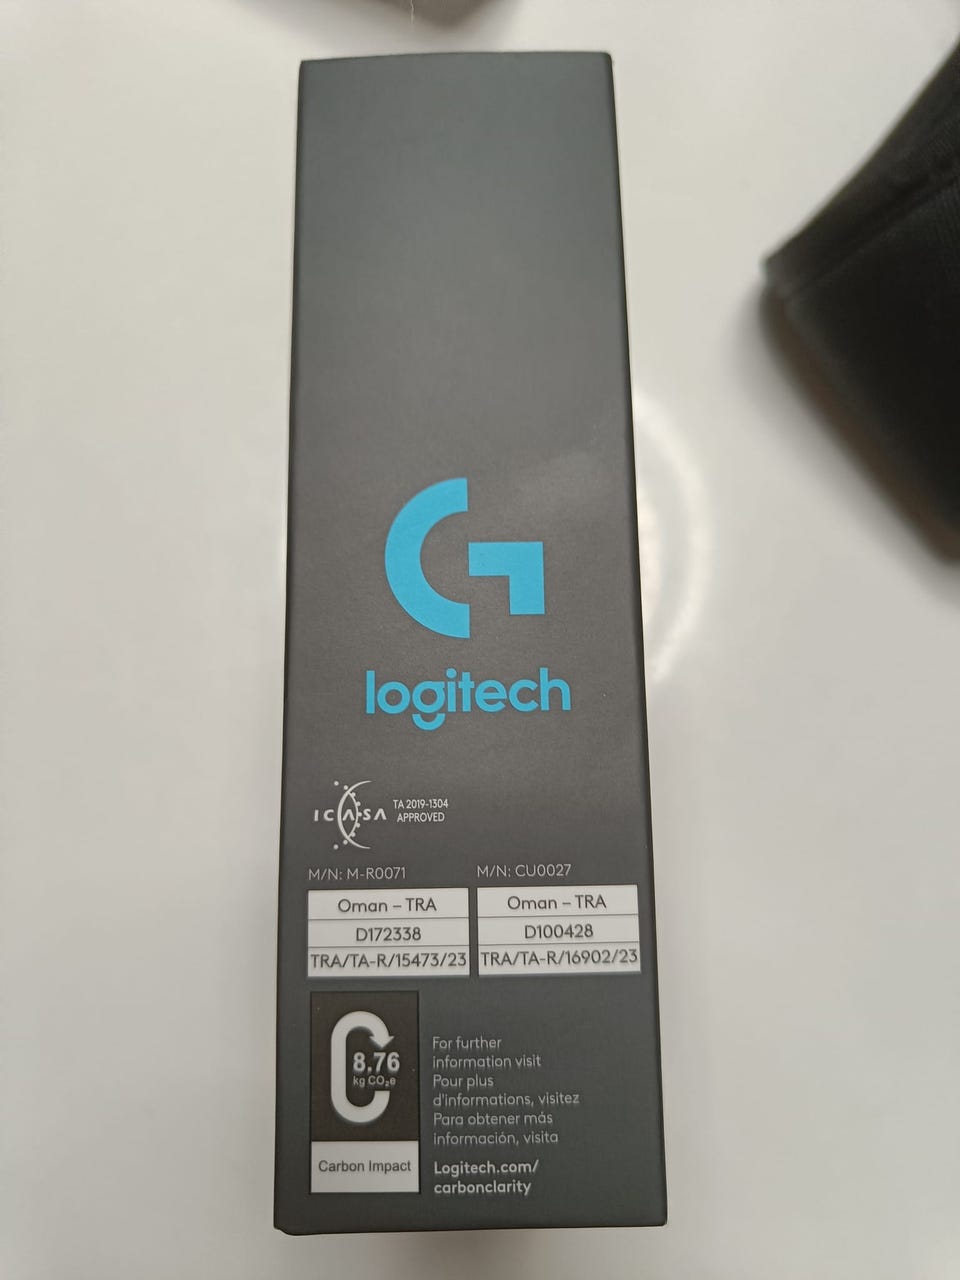 logitech
ICASA
TA 2019-1304
APPROVED
M/N: M-R0071
Oman – TRA
D172338
TRA/TA-R/15473/23
M/N: CU0027
Oman – TRA
D100428
TRA/TA-R/16902/23
8.76
kg CO₂e
Carbon Impact
For further
information visit
Pour plus
d'informations, visitez
Para obtener más
información, visita
Logitech.com/
carbonclarity